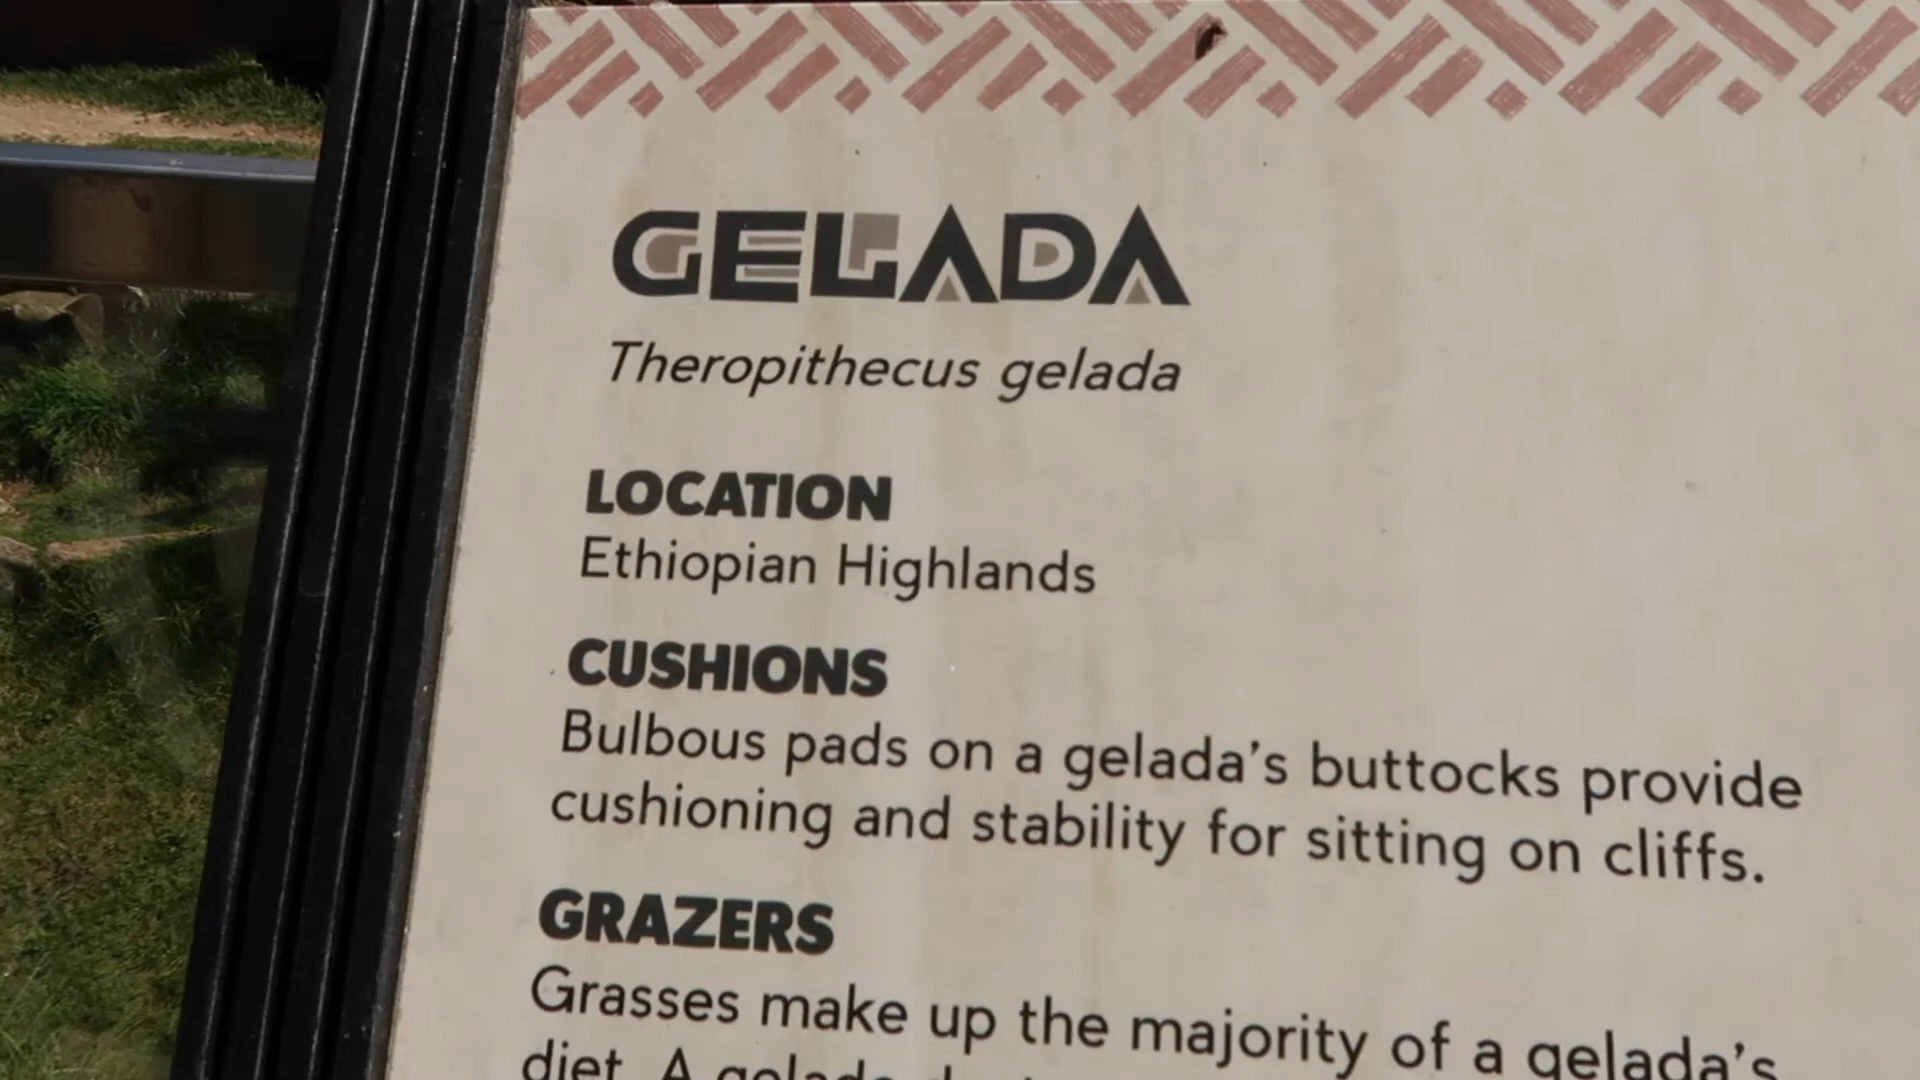 GELADA
Theropithecus gelada
LOCATION
Ethiopian Highlands
CUSHIONS
Bulbous pads on a gelada's buttocks provide
cushioning and stability for sitting on cliffs.
GRAZERS
Grasses make up the majority of a gelada's
diet. A gelada